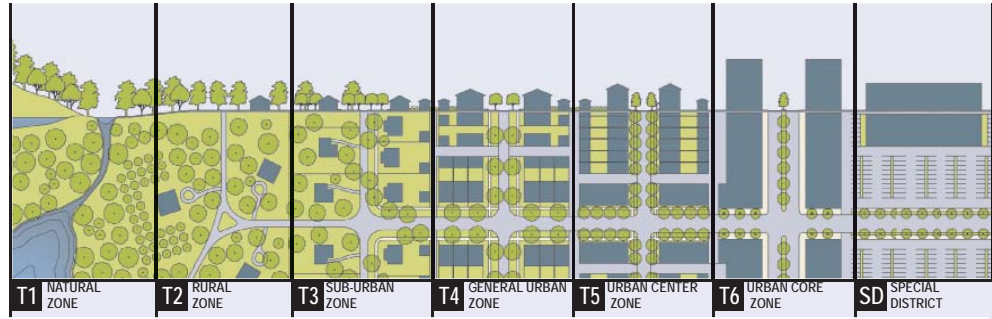 T1 NATURAL
ZONE
T2 RURAL
ZONE
T3 SUB-URBAN
ZONE
T4 GENERAL URBAN
ZONE
T5 URBAN CENTER
ZONE
T6 URBAN CORE
ZONE
SD SPECIAL
DISTRICT